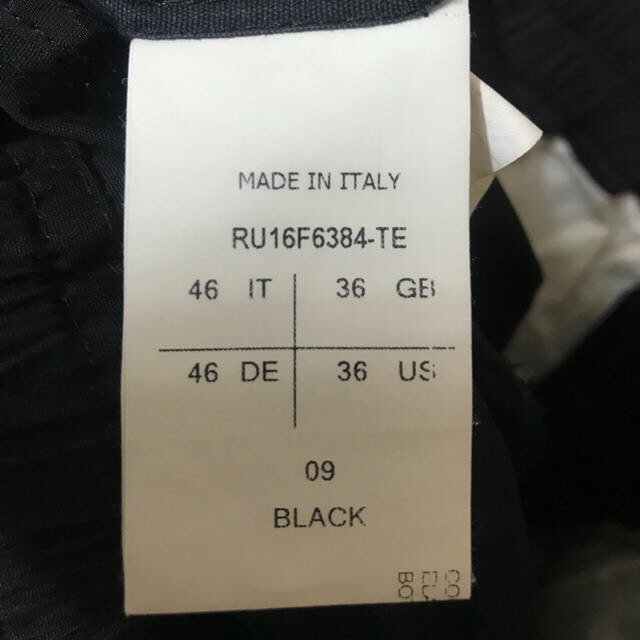 MADE IN ITALY
RU16F6384-TE
46 IT 36 GB
46 DE 36 US
09
BLACK